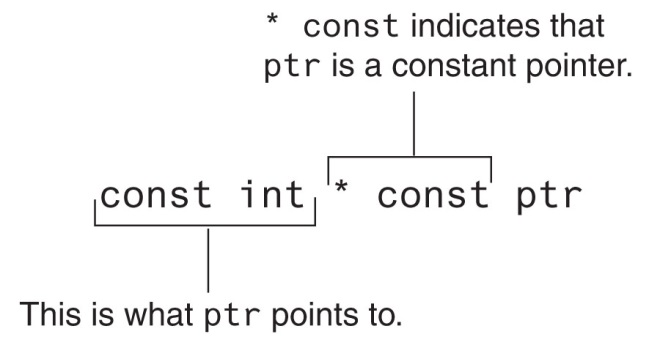 * const indicates that
ptr is a constant pointer.
const int * const ptr
This is what ptr points to.